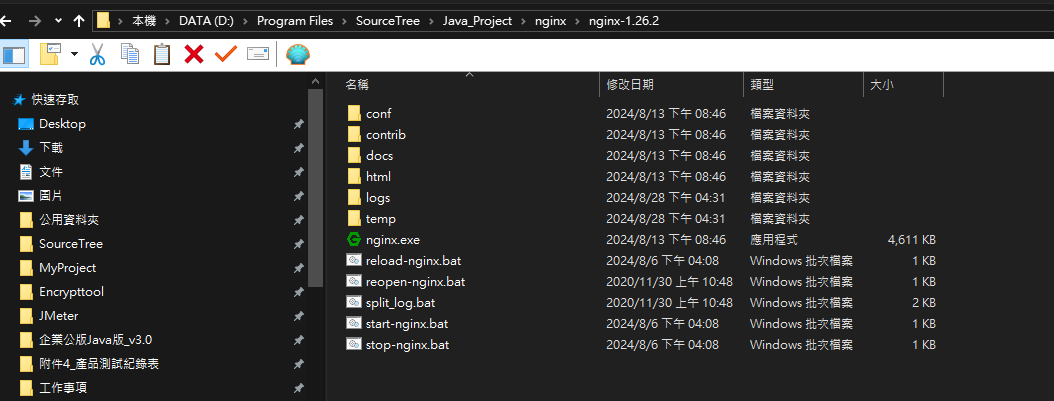 本機 > DATA (D:) > Program Files > SourceTree > Java_Project > nginx > nginx-1.26.2
名稱 修改日期 類型 大小
快速存取
Desktop
下載
文件
圖片
公用資料夾
SourceTree
MyProject
Encrypttool
JMeter
企業公版Java版_v3.0
附件4_產品測試紀錄表
工作事項
conf 2024/8/13 下午 08:46 檔案資料夾
contrib 2024/8/13 下午 08:46 檔案資料夾
docs 2024/8/13 下午 08:46 檔案資料夾
html 2024/8/13 下午 08:46 檔案資料夾
logs 2024/8/28 下午 04:31 檔案資料夾
temp 2024/8/28 下午 04:31 檔案資料夾
nginx.exe 2024/8/13 下午 08:46 應用程式 4,611 KB
reload-nginx.bat 2024/8/6 下午 04:08 Windows 批次檔案 1 KB
reopen-nginx.bat 2020/11/30 上午 10:48 Windows 批次檔案 1 KB
split_log.bat 2020/11/30 上午 10:48 Windows 批次檔案 2 KB
start-nginx.bat 2024/8/6 下午 04:08 Windows 批次檔案 1 KB
stop-nginx.bat 2024/8/6 下午 04:08 Windows 批次檔案 1 KB